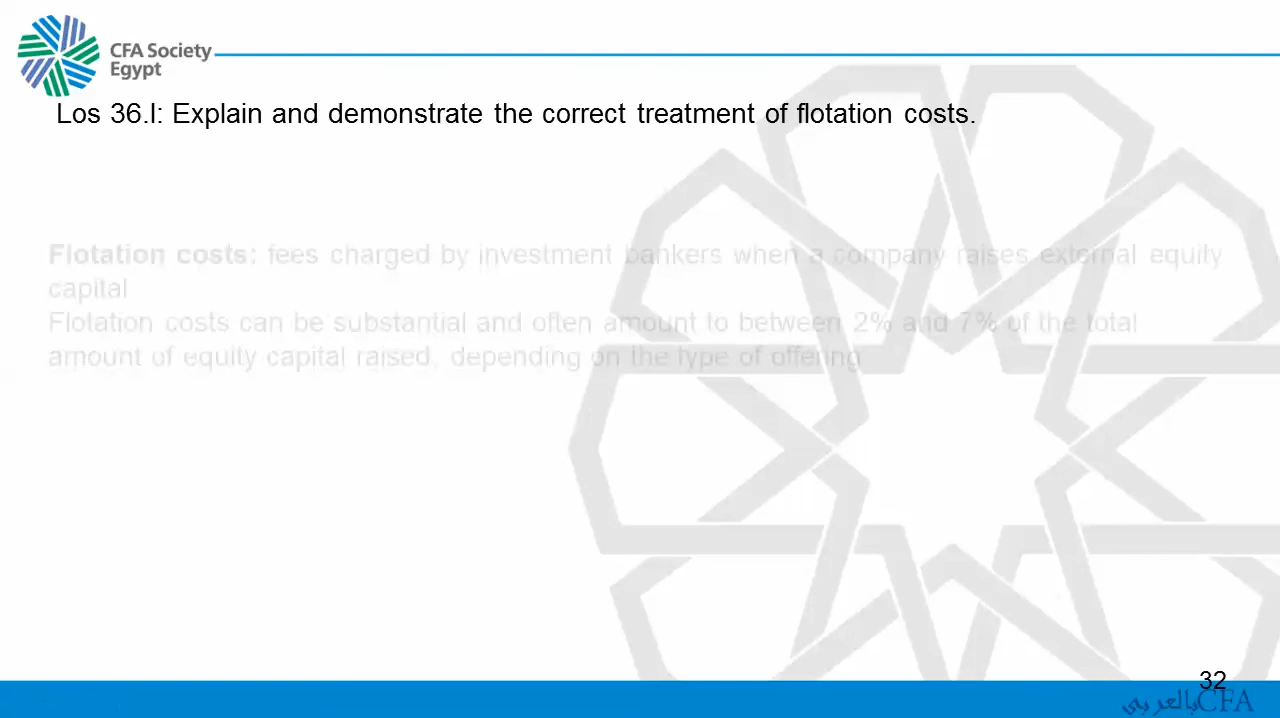 CFA Society
Egypt
Los 36.l: Explain and demonstrate the correct treatment of flotation costs.
Flotation costs: fees charged by investment bankers when a company raises external equity
capital
Flotation costs can be substantial and often amount to between 2% and 7% of the total
amount of equity capital raised, depending on the type of offering
32
CFA بالعربي